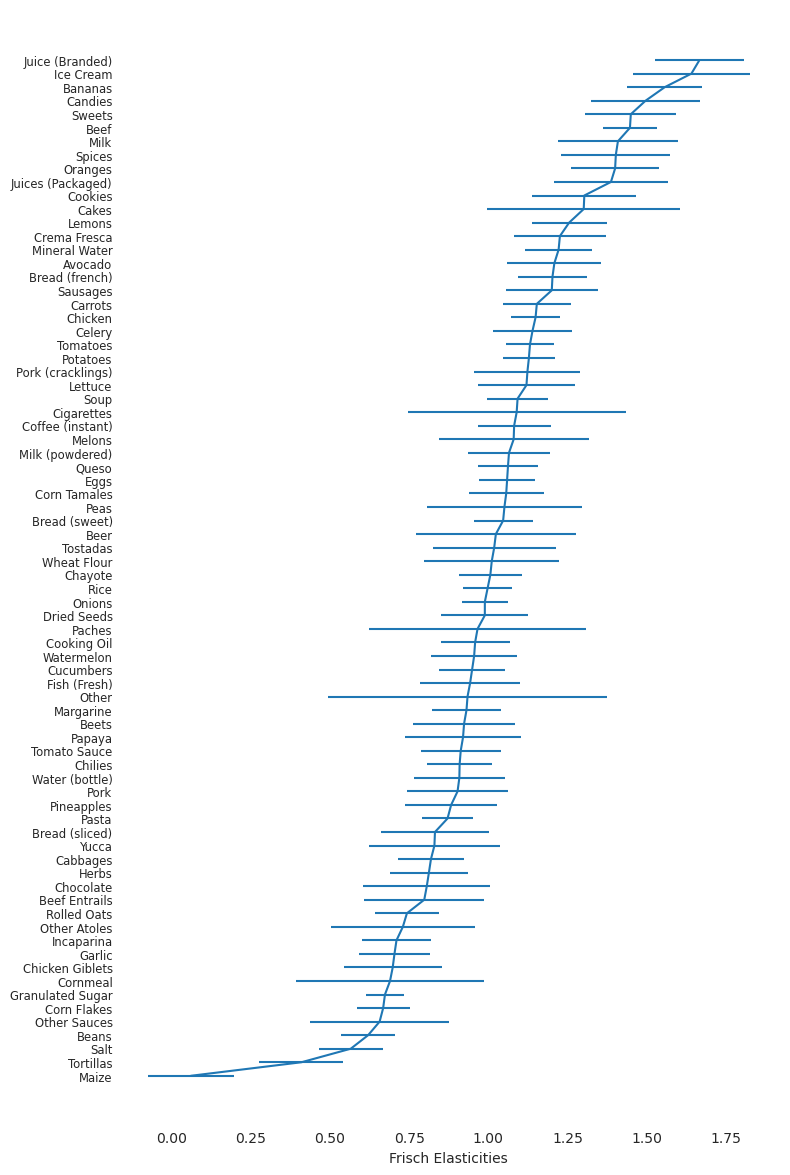 Juice (Branded)
Ice Cream
Bananas
Candies
Sweets
Beef
Milk
Spices
Oranges
Juices (Packaged)
Cookies
Cakes
Lemons
Crema Fresca
Mineral Water
Avocado
Bread (french)
Sausages
Carrots
Chicken
Celery
Tomatoes
Potatoes
Pork (cracklings)
Lettuce
Soup
Cigarettes
Coffee (instant)
Melons
Milk (powdered)
Queso
Eggs
Corn Tamales
Peas
Bread (sweet)
Beer
Tostadas
Wheat Flour
Chayote
Rice
Onions
Dried Seeds
Paches
Cooking Oil
Watermelon
Cucumbers
Fish (Fresh)
Other
Margarine
Beets
Papaya
Tomato Sauce
Chilies
Water (bottle)
Pork
Pineapples
Pasta
Bread (sliced)
Yucca
Cabbages
Herbs
Chocolate
Beef Entrails
Rolled Oats
Other Atoles
Incaparina
Garlic
Chicken Giblets
Cornmeal
Granulated Sugar
Corn Flakes
Other Sauces
Beans
Salt
Tortillas
Maize
0.00 0.25 0.50 0.75 1.00 1.25 1.50 1.75
Frisch Elasticities